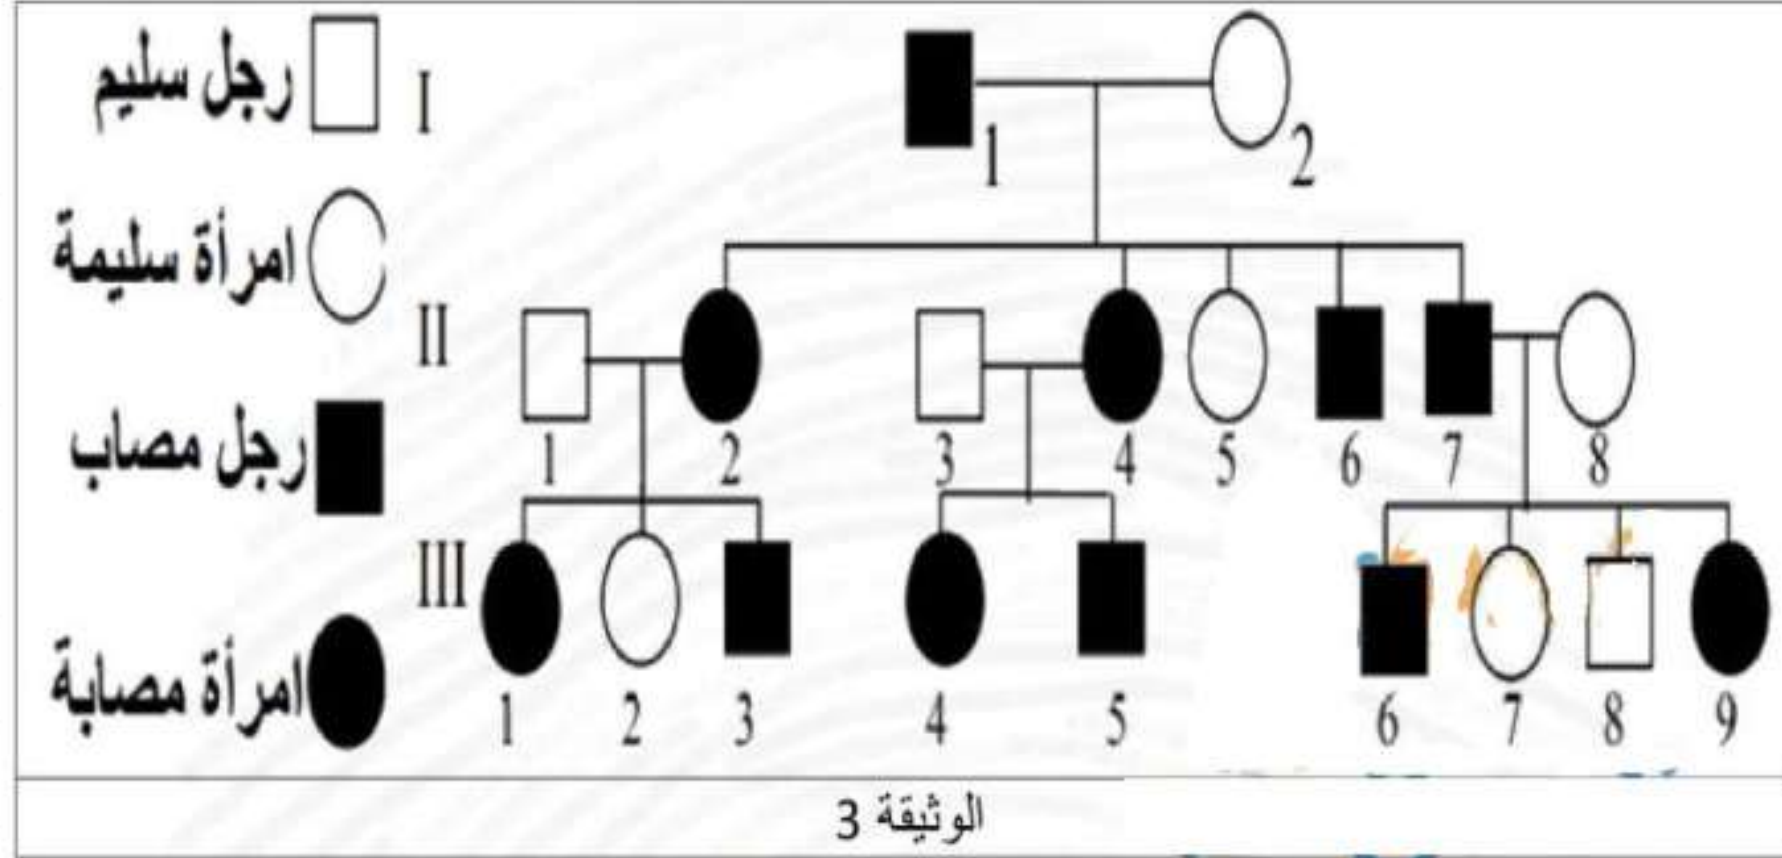 رجل سليم
امرأة سليمة
رجل مصاب
امرأة مصابة
I
1 2
II
1 2 3 4 5 6 7 8
III
1 2 3 4 5 6 7 8 9
الوثيقة 3